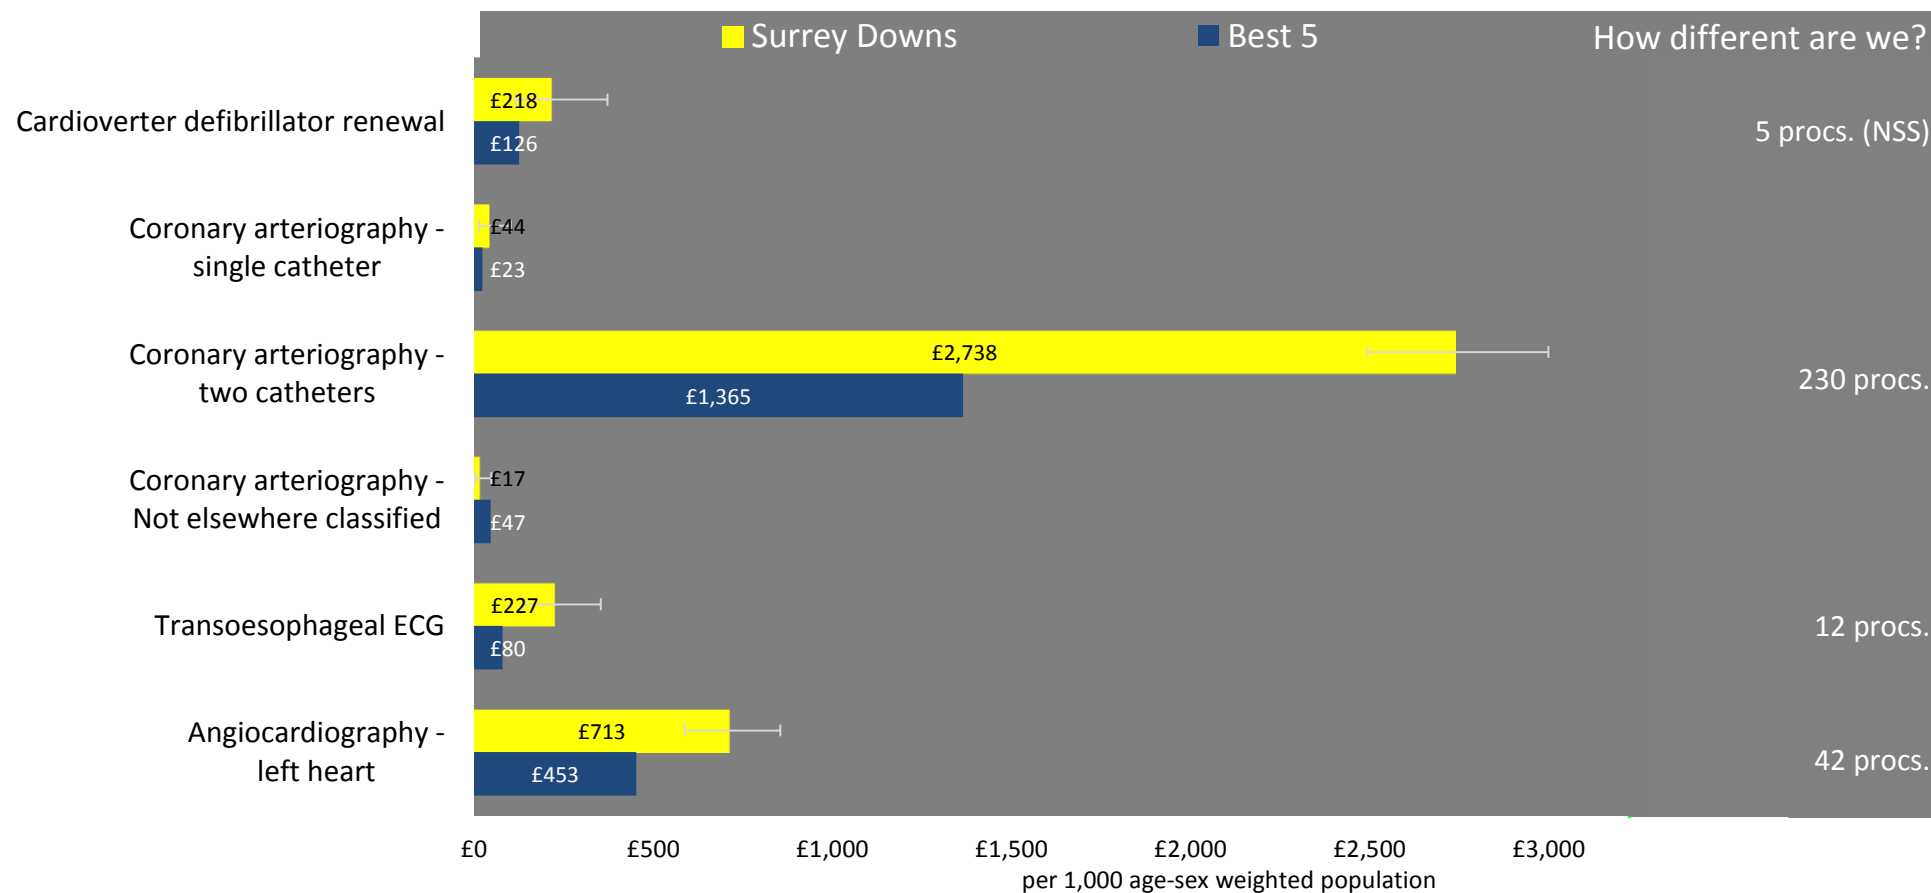 Surrey Downs
Best 5
How different are we?
Cardioverter defibrillator renewal
£218
£126
5 procs. (NSS)
Coronary arteriography -
single catheter
£44
£23
Coronary arteriography -
two catheters
£2,738
£1,365
230 procs.
Coronary arteriography -
Not elsewhere classified
£17
£47
Transoesophageal ECG
£227
£80
12 procs.
Angiocardiography -
left heart
£713
£453
42 procs.
£0 £500 £1,000 £1,500 £2,000 £2,500 £3,000
per 1,000 age-sex weighted population